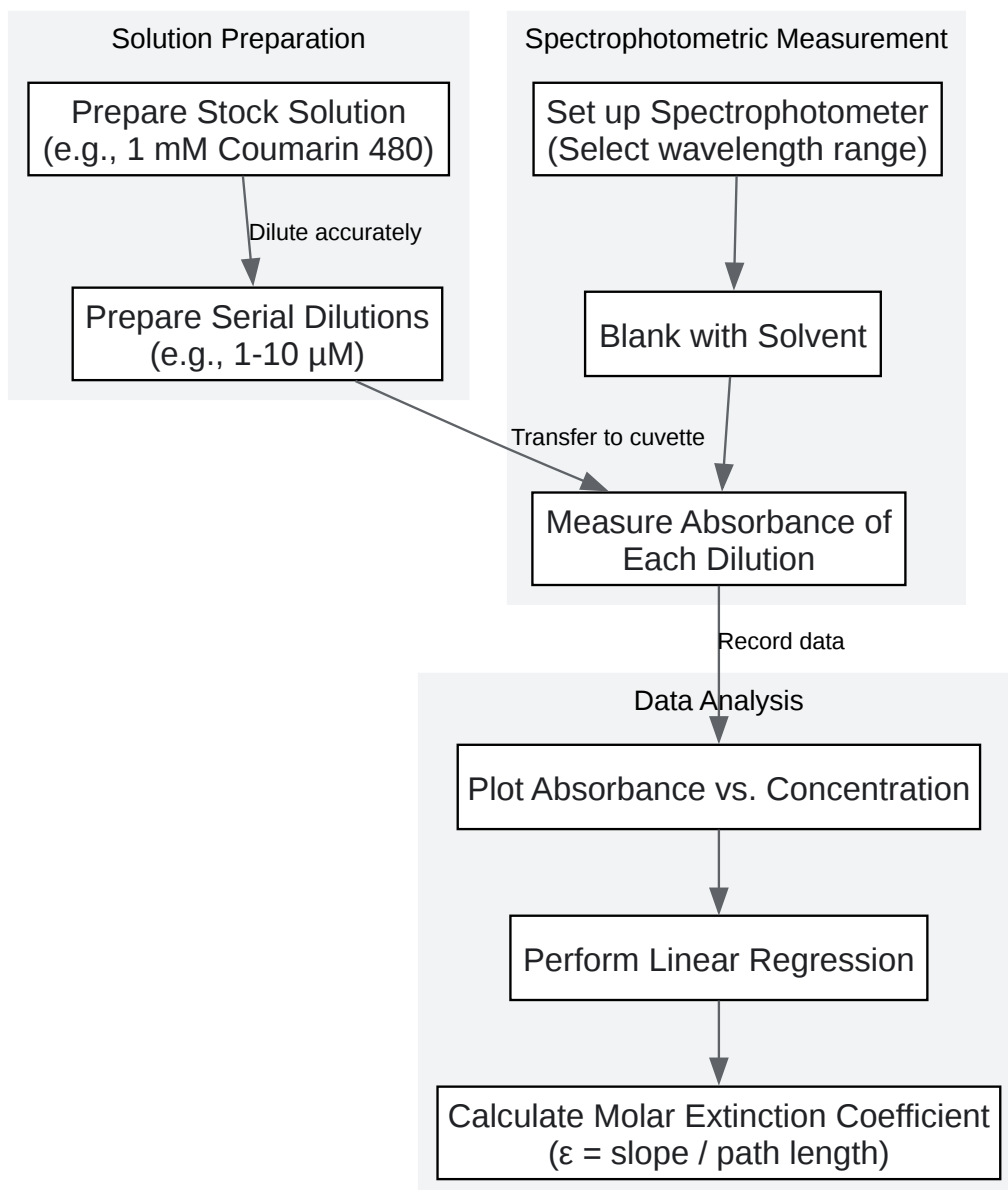 Solution Preparation
Prepare Stock Solution
(e.g., 1 mM Coumarin 480)
Dilute accurately
Prepare Serial Dilutions
(e.g., 1-10 µM)
Spectrophotometric Measurement
Set up Spectrophotometer
(Select wavelength range)
Blank with Solvent
Transfer to cuvette
Measure Absorbance of
Each Dilution
Record data
Data Analysis
Plot Absorbance vs. Concentration
Perform Linear Regression
Calculate Molar Extinction Coefficient
(ε = slope / path length)